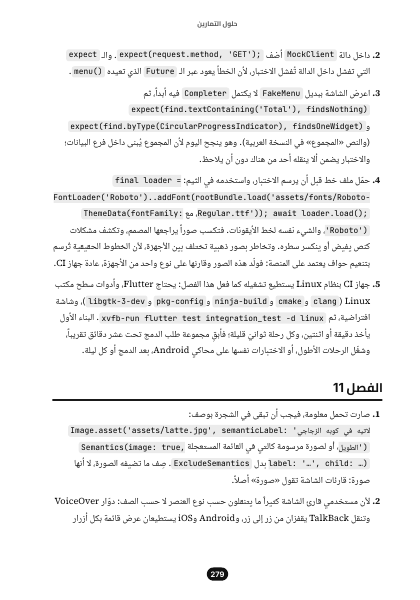 حلول التمارين
2. داخل دالة MockClient أضف expect(request.method, 'GET'); . والـ expect
التي تفشل داخل الدالة تُفشل الاختبار، لأن الخطأ يعود عبر الـ Future الذي تعيده menu() .
3. اعرض الشاشة ببديل FakeMenu لا يكتمل Completer فيه أبداً، ثم
expect(find.textContaining('Total'), findsNothing)
و expect(find.byType(CircularProgressIndicator), findsOneWidget)
(والنص «المجموع» في النسخة العربية). وهو ينجح اليوم لأن المجموع يُبنى داخل فرع البيانات؛
والاختبار يضمن ألا ينقله أحد من هناك دون أن يلاحظ.
4. حمّل ملف خط قبل أن يرسم الاختبار، واستخدمه في الثيم: final loader =
FontLoader('Roboto')..addFont(rootBundle.load('assets/fonts/Roboto-
Regular.ttf')); await loader.load(); مع ThemeData(fontFamily:
'Roboto') ، والشيء نفسه لخط الأيقونات. فتكسب صوراً يراجعها المصمم، وتكشف مشكلات
كنص يفيض أو ينكسر سطره. وتخاطر بصور ذهبية تختلف بين الأجهزة، لأن الخطوط الحقيقية تُرسم
بتنعيم حواف يعتمد على المنصة: فولّد هذه الصور وقارنها على نوع واحد من الأجهزة، عادة جهاز CI.
5. جهاز CI بنظام Linux يستطيع تشغيله كما فعل هذا الفصل: يحتاج Flutter، وأدوات سطح مكتب
Linux ( clang و cmake و ninja-build و pkg-config و libgtk-3-dev )، وشاشة
افتراضية، ثم xvfb-run flutter test integration_test -d linux . البناء الأول
يأخذ دقيقة أو اثنتين، وكل رحلة ثوانيَ قليلة؛ فأبقِ مجموعة طلب الدمج تحت عشر دقائق تقريباً،
وشغّل الرحلات الأطول، أو الاختبارات نفسها على محاكي Android، بعد الدمج أو كل ليلة.
الفصل 11
1. صارت تحمل معلومة، فيجب أن تبقى في الشجرة بوصف:
Image.asset('assets/latte.jpg', semanticLabel: 'لاتيه في كوبه الزجاجي
الطويل') ، أو لصورة مرسومة كالتي في القائمة المستعجلة Semantics(image: true,
label: '…', child: …) بدل ExcludeSemantics . صِف ما تضيفه الصورة، لا أنها
صورة: قارئات الشاشة تقول «صورة» أصلاً.
2. لأن مستخدمي قارئ الشاشة كثيراً ما يتنقلون حسب نوع العنصر لا حسب الصف: دوّار VoiceOver
وتنقل TalkBack يقفزان من زر إلى زر، وAndroid وiOS يستطيعان عرض قائمة بكل أزرار
279